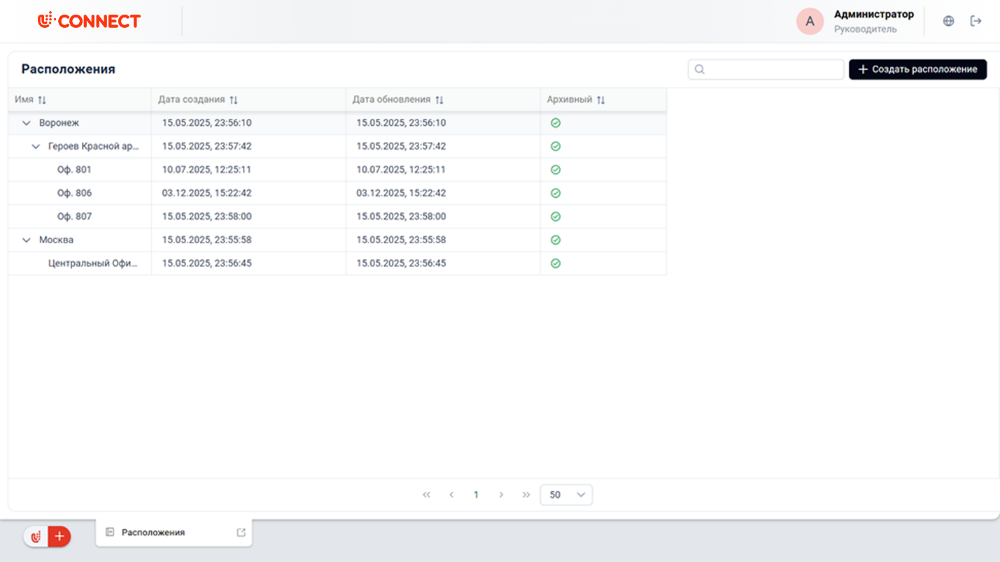 CONNECT
А
Администратор
Руководитель
Расположения
Создать расположение
Имя Дата создания Дата обновления Архивный
Воронеж 15.05.2025, 23:56:10 15.05.2025, 23:56:10
Героев Красной ар... 15.05.2025, 23:57:42 15.05.2025, 23:57:42
Оф. 801 10.07.2025, 12:25:11 10.07.2025, 12:25:11
Оф. 806 03.12.2025, 15:22:42 03.12.2025, 15:22:42
Оф. 807 15.05.2025, 23:58:00 15.05.2025, 23:58:00
Москва 15.05.2025, 23:55:58 15.05.2025, 23:55:58
Центральный Офи... 15.05.2025, 23:56:45 15.05.2025, 23:56:45
1 50
Расположения